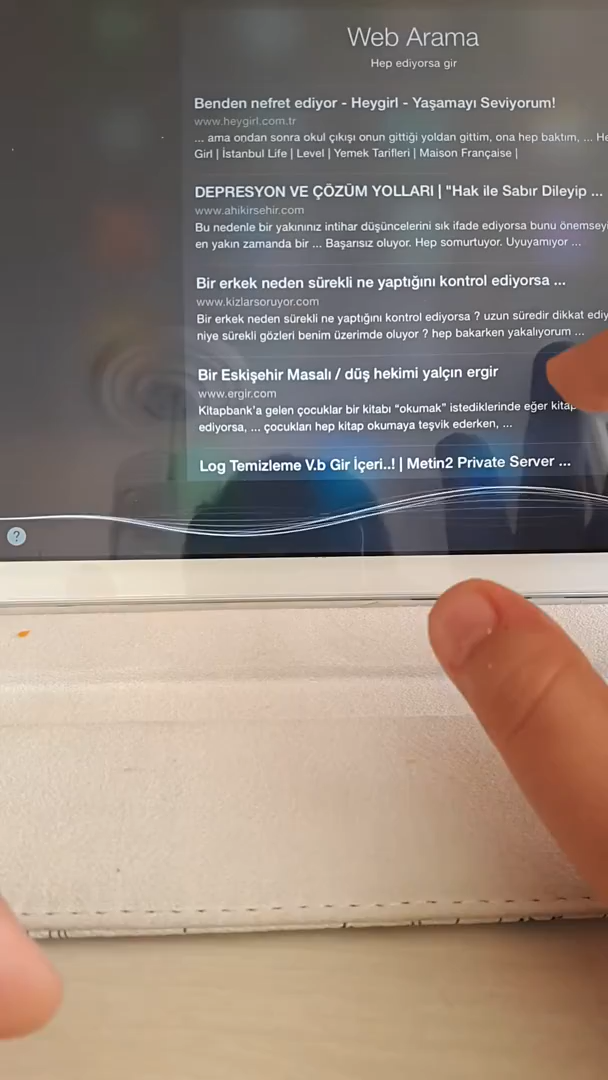 Web Arama
Hep ediyorsa gir
Benden nefret ediyor - Heygirl - Yaşamayı Seviyorum!
www.heygirl.com.tr
... ama ondan sonra okul çıkışı onun gittiği yoldan gittim, ona hep baktım, ... He
Girl | İstanbul Life | Level | Yemek Tarifleri | Maison Française |
DEPRESYON VE ÇÖZÜM YOLLARI | "Hak ile Sabır Dileyip ...
www.ahikirsehir.com
Bu nedenle bir yakınınız intihar düşüncelerini sık ifade ediyorsa bunu önemsey
en yakın zamanda bir ... Başarısız oluyor. Hep somurtuyor. Uyuyamıyor ...
Bir erkek neden sürekli ne yaptığını kontrol ediyorsa ...
www.kizlarsoruyor.com
Bir erkek neden sürekli ne yaptığını kontrol ediyorsa ? uzun süredir dikkat ediy
niye sürekli gözleri benim üzerimde oluyor ? hep bakarken yakalıyorum ...
Bir Eskişehir Masalı / düş hekimi yalçın ergir
www.ergir.com
Kitapbank'a gelen çocuklar bir kitabı "okumak" istediklerinde eğer kitap
ediyorsa, ... çocukları hep kitap okumaya teşvik ederken, ...
Log Temizleme V.b Gir İçeri..! | Metin2 Private Server ...
?